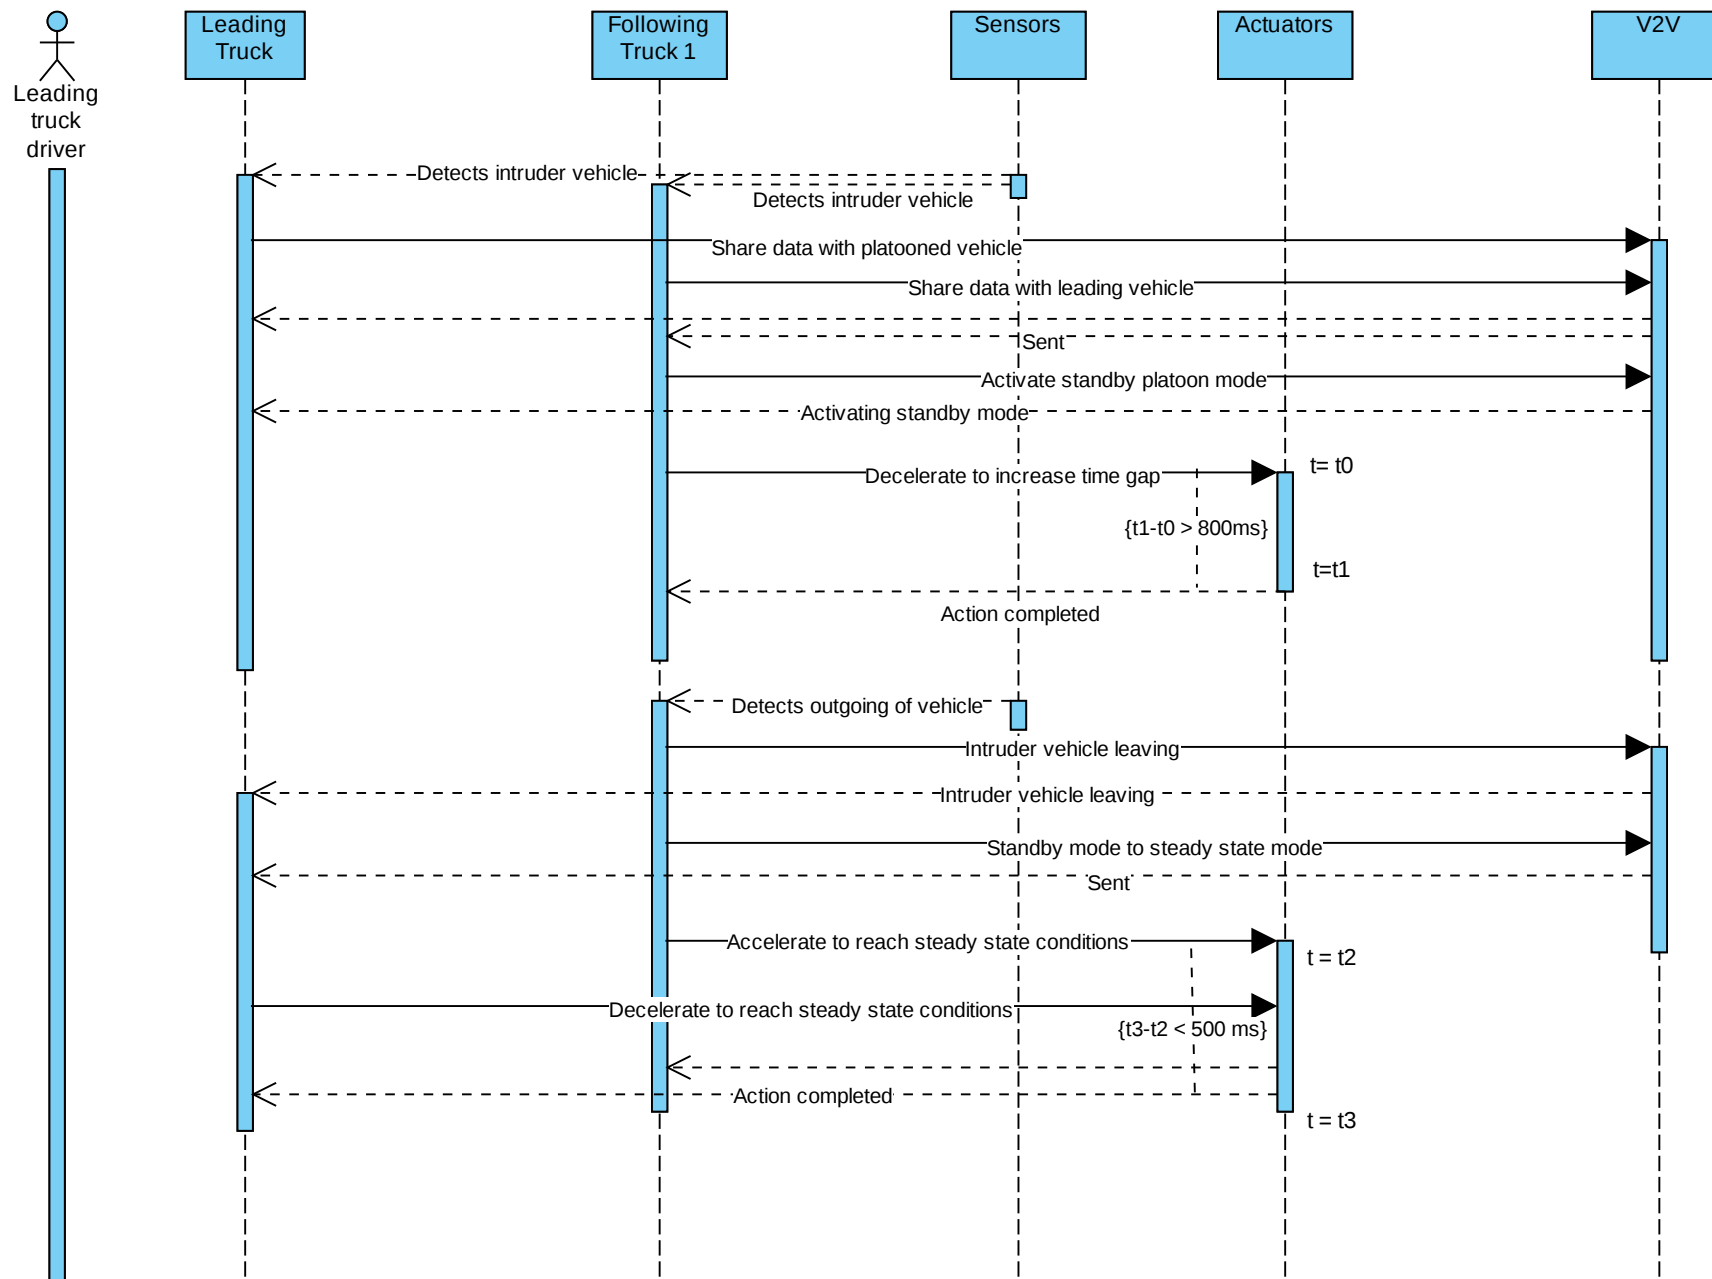 Leading
truck
driver
Leading
Truck
Following
Truck 1
Sensors
Actuators
V2V
Detects intruder vehicle
Detects intruder vehicle
Share data with platooned vehicle
Share data with leading vehicle
Sent
Activate standby platoon mode
Activating standby mode
t= t0
Decelerate to increase time gap
{t1-t0 > 800ms}
t=t1
Action completed
Detects outgoing of vehicle
Intruder vehicle leaving
Intruder vehicle leaving
Standby mode to steady state mode
Sent
Accelerate to reach steady state conditions
t = t2
Decelerate to reach steady state conditions
{t3-t2 < 500 ms}
Action completed
t = t3